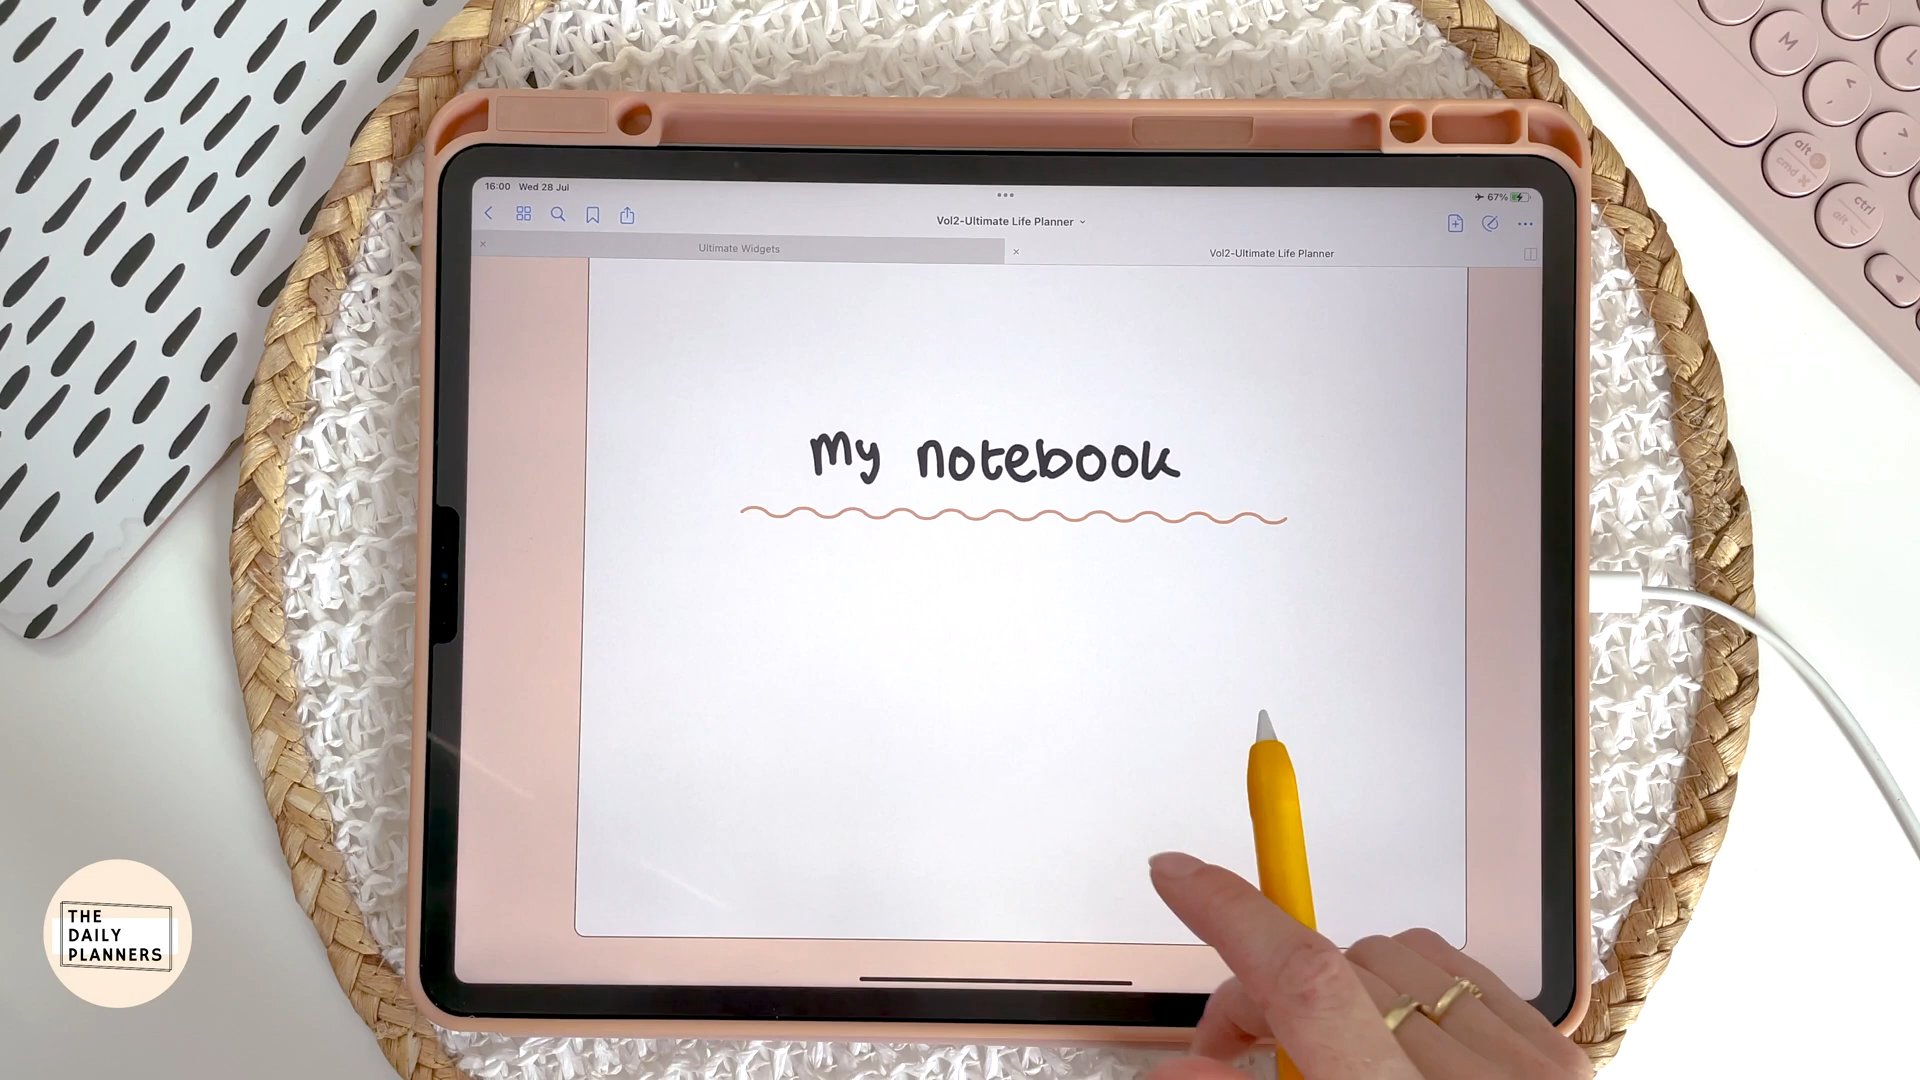 16:00 Wed 28 Jul
67%
Vol2-Ultimate Life Planner
Ultimate Widgets
Vol2-Ultimate Life Planner
My notebook
THE
DAILY
PLANNERS
K
M
L
alt
cmd ⌘
ctrl
alt ⌥